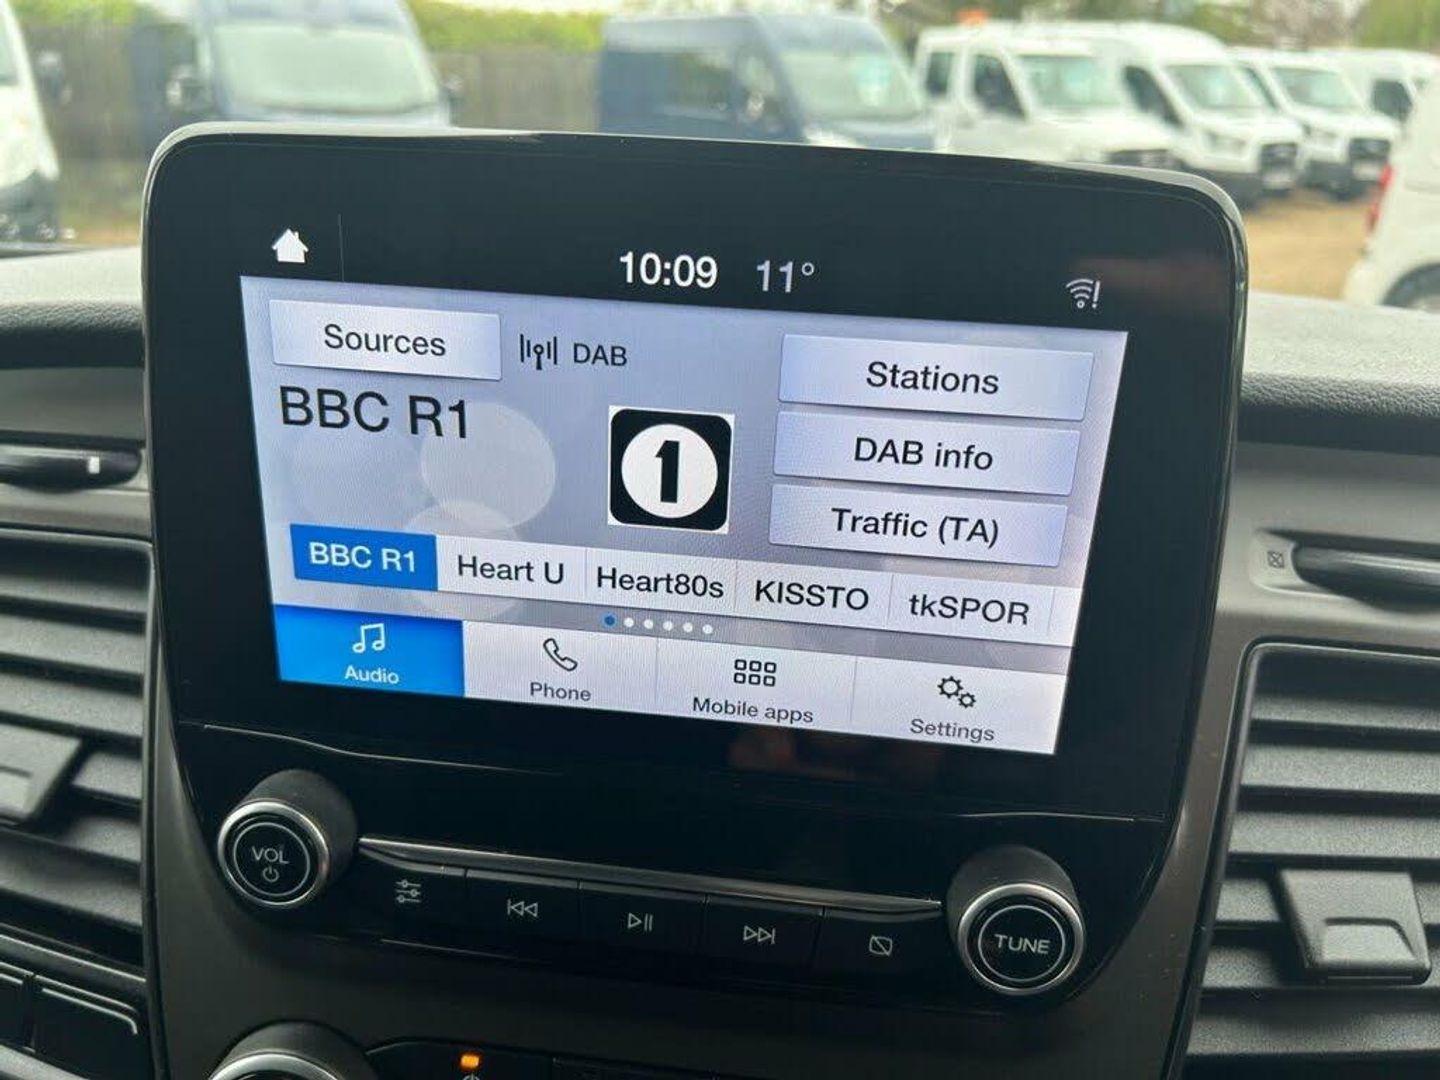 10:09 11°
Sources DAB Stations
BBC R1
1
DAB info
Traffic (TA)
BBC R1 Heart U Heart80s KISSTO tkSPOR
Audio Phone Mobile apps Settings
VOL
TUNE